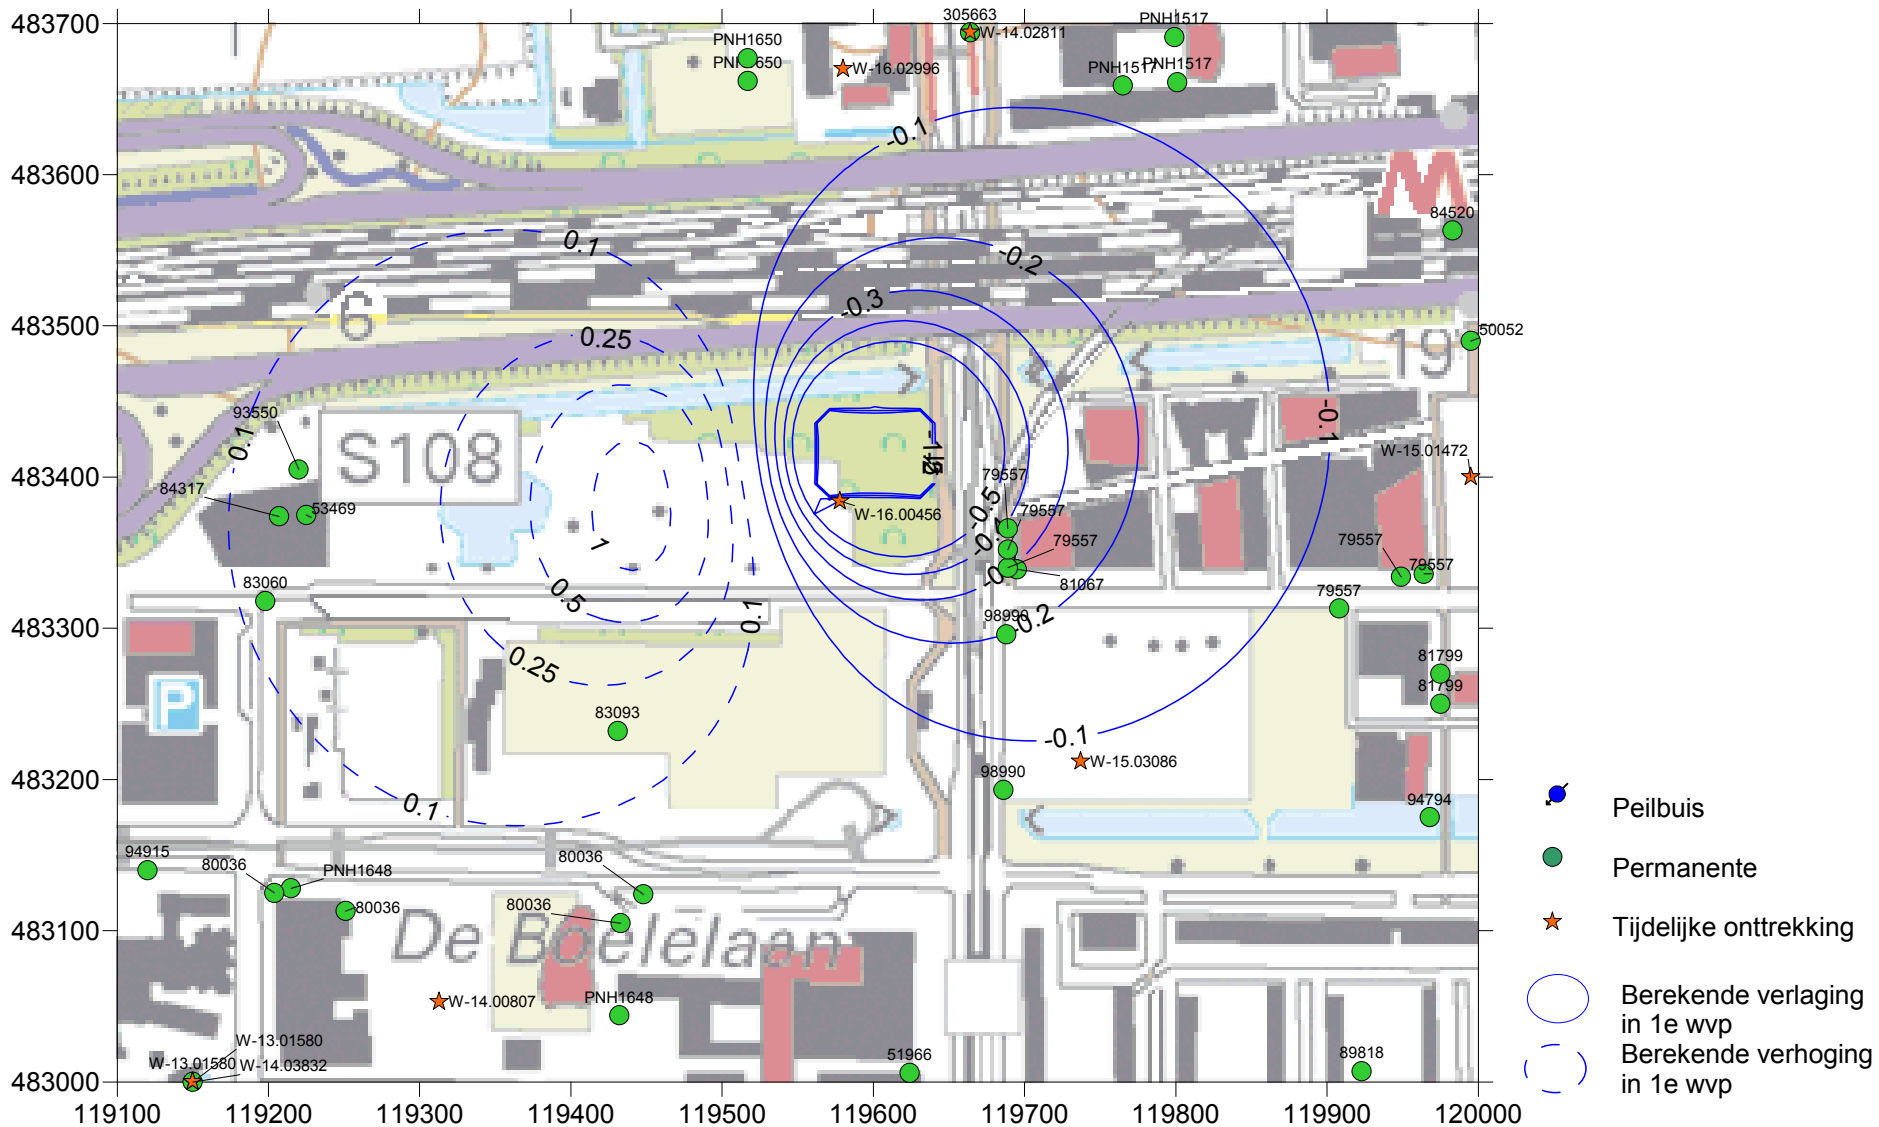 483700
483600
483500
483400
483300
483200
483100
483000
119100
119200
119300
119400
119500
119600
119700
119800
119900
120000
305663
W-14.02811
PNH1517
PNH1650
W-16.02996
PNH1517
PNH1517
84520
50052
W-15.01472
93550
84317
53469
83060
79557
79557
79557
81067
W-16.00456
79557
79557
79557
98990
81799
81799
83093
W-15.03086
98990
94794
94915
80036
PNH1648
80036
80036
80036
PNH1648
W-14.00807
W-13.01580
W-13.01580
W-14.03832
51966
89818
-0.1
-0.2
-0.3
-0.5
-0.2
-0.1
-0.1
0.1
0.25
0.1
1
0.5
0.25
0.1
0.1
S108
6
19
M
P
De Boelelaan
Peilbuis
Permanente
Tijdelijke onttrekking
Berekende verlaging
in 1e wvp
Berekende verhoging
in 1e wvp